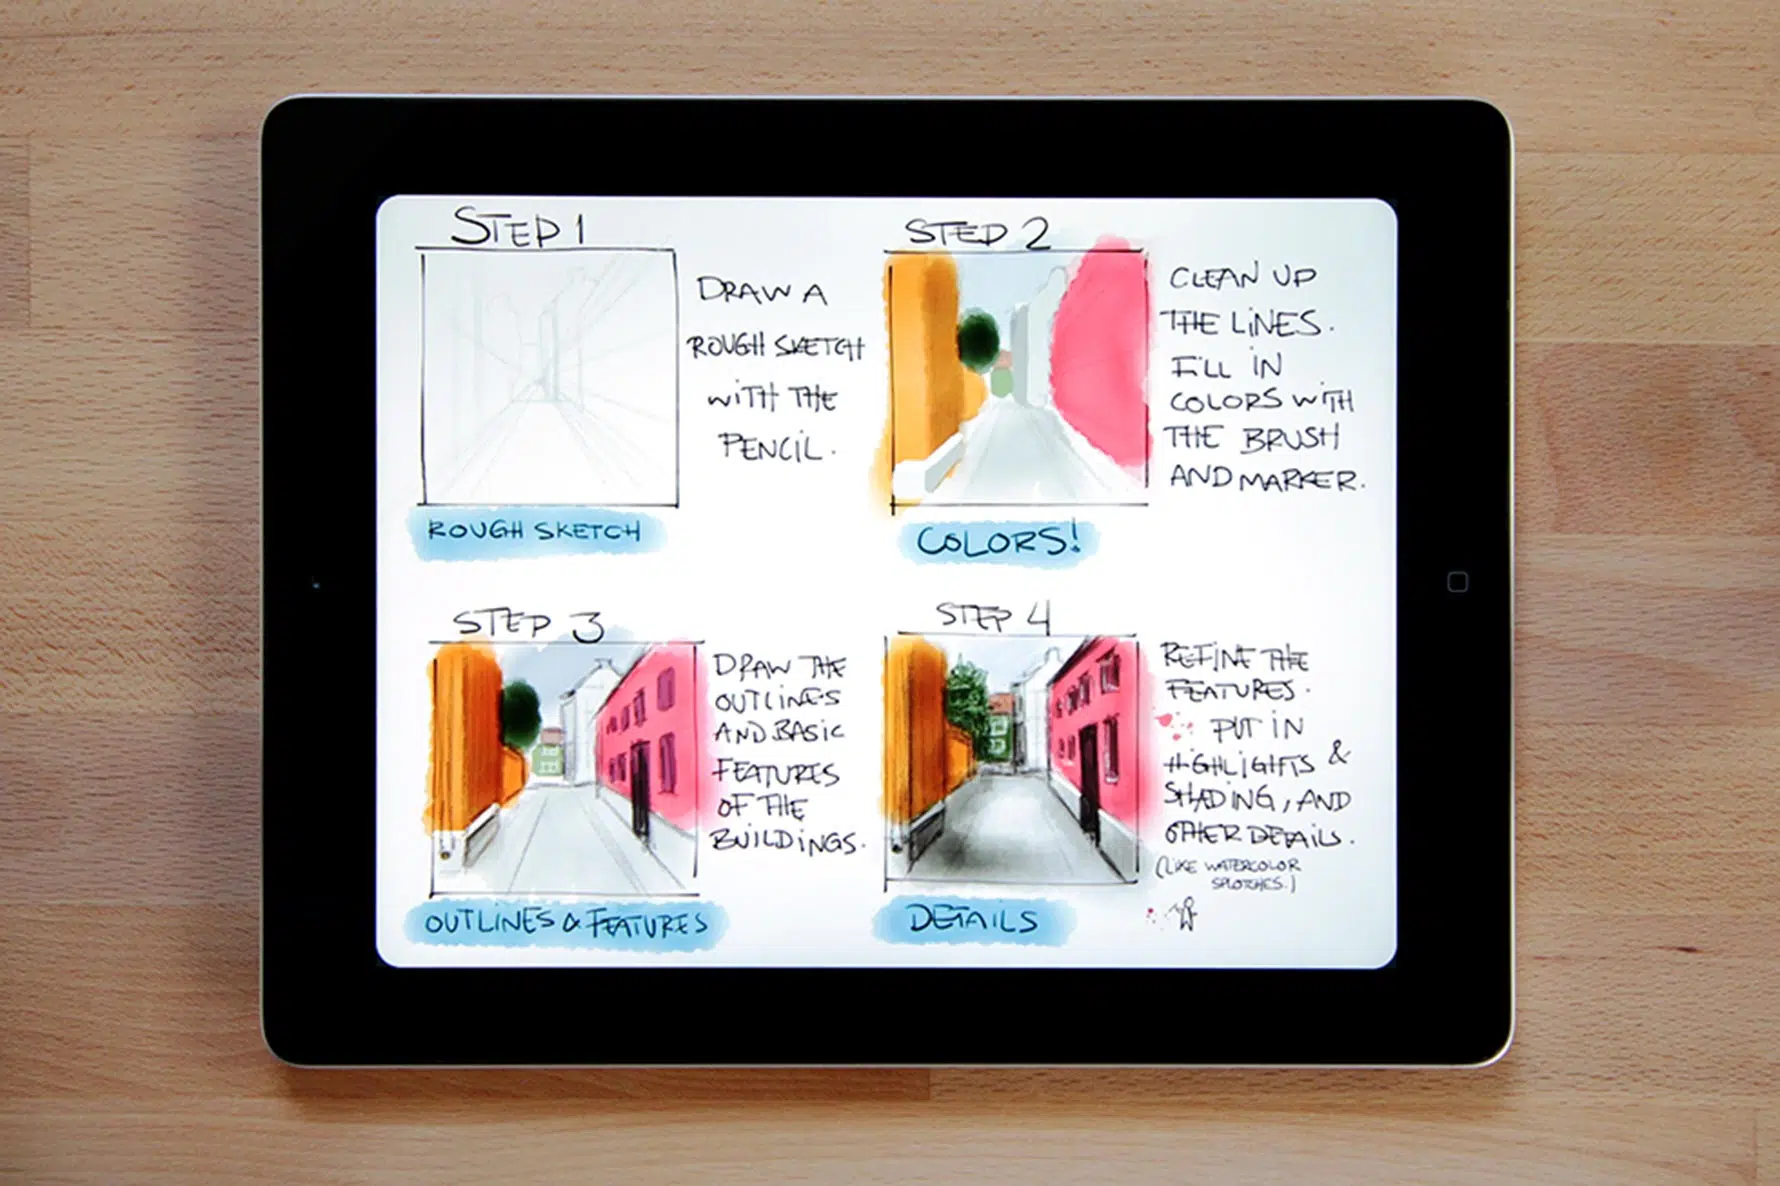 STEP 1
DRAW A
ROUGH SKETCH
WITH THE
PENCIL.
ROUGH SKETCH
STEP 2
CLEAN UP
THE LINES.
FILL IN
COLORS WITH
THE BRUSH
AND MARKER.
COLORS!
STEP 3
DRAW THE
OUTLINES
AND BASIC
FEATURES
OF THE
BUILDINGS.
OUTLINES & FEATURES
STEP 4
REFINE THE
FEATURES.
PUT IN
HIGHLIGHTS &
SHADING, AND
OTHER DETAILS.
(LIKE WATERCOLOR
SPLOTCHES.)
DETAILS